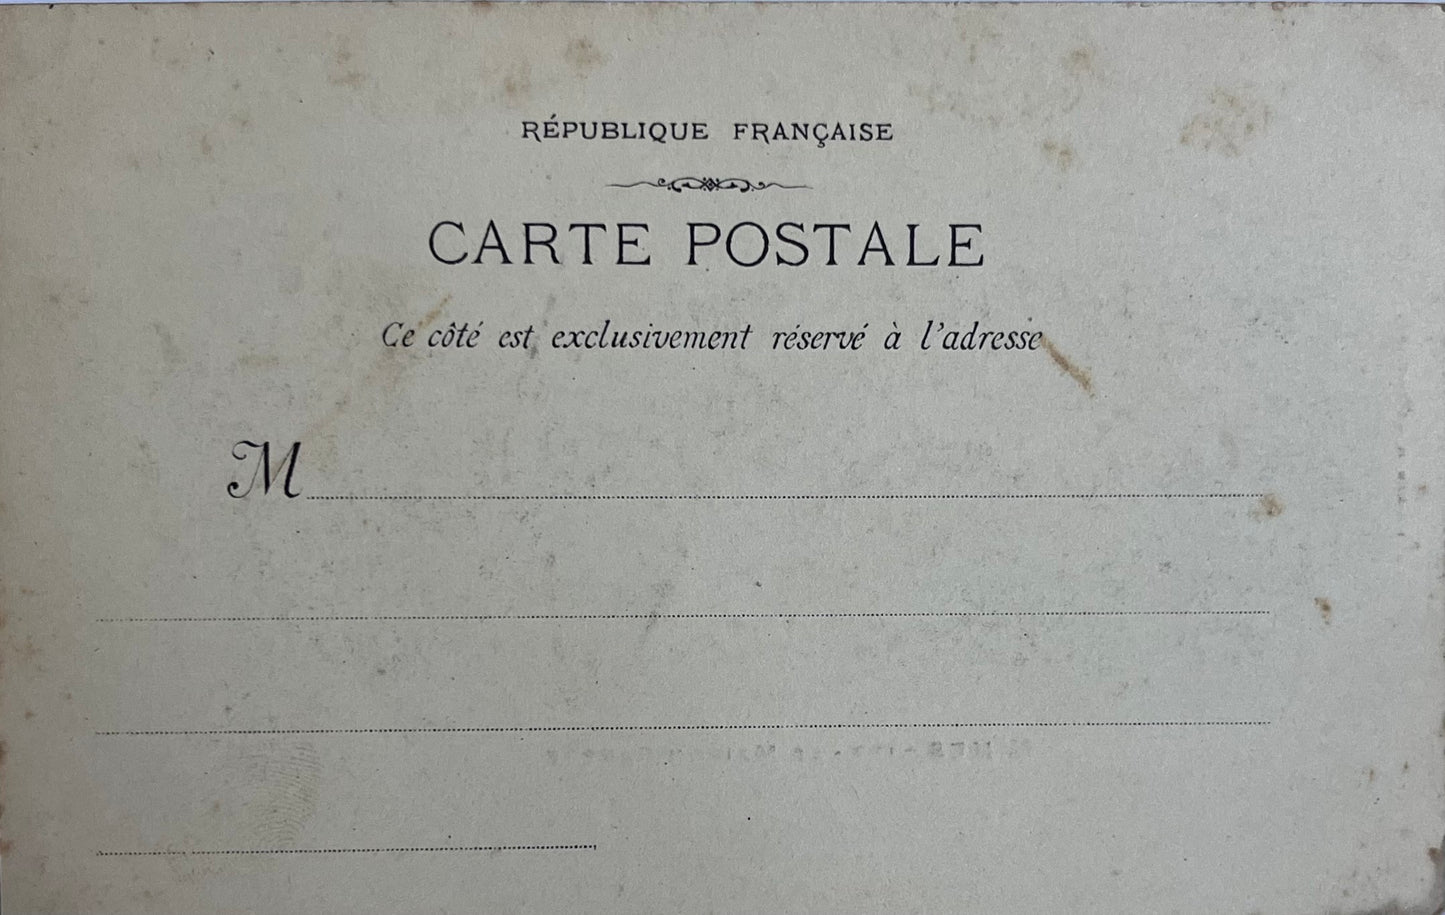 RÉPUBLIQUE FRANÇAISE
CARTE POSTALE
Ce côté est exclusivement réservé à l'adresse
M